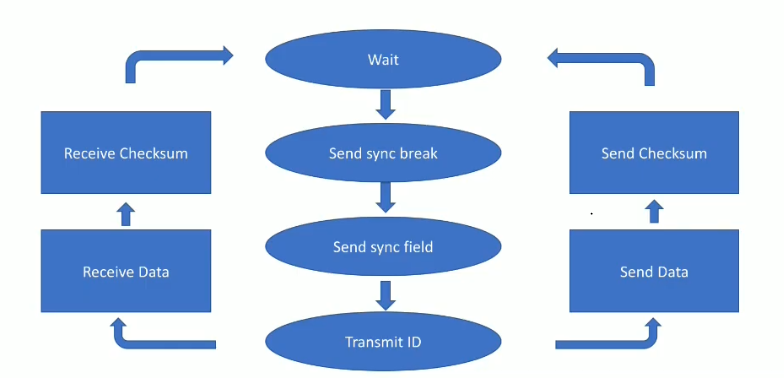 Wait
Receive Checksum
Send sync break
Send Checksum
Send sync field
Receive Data
Send Data
Transmit ID